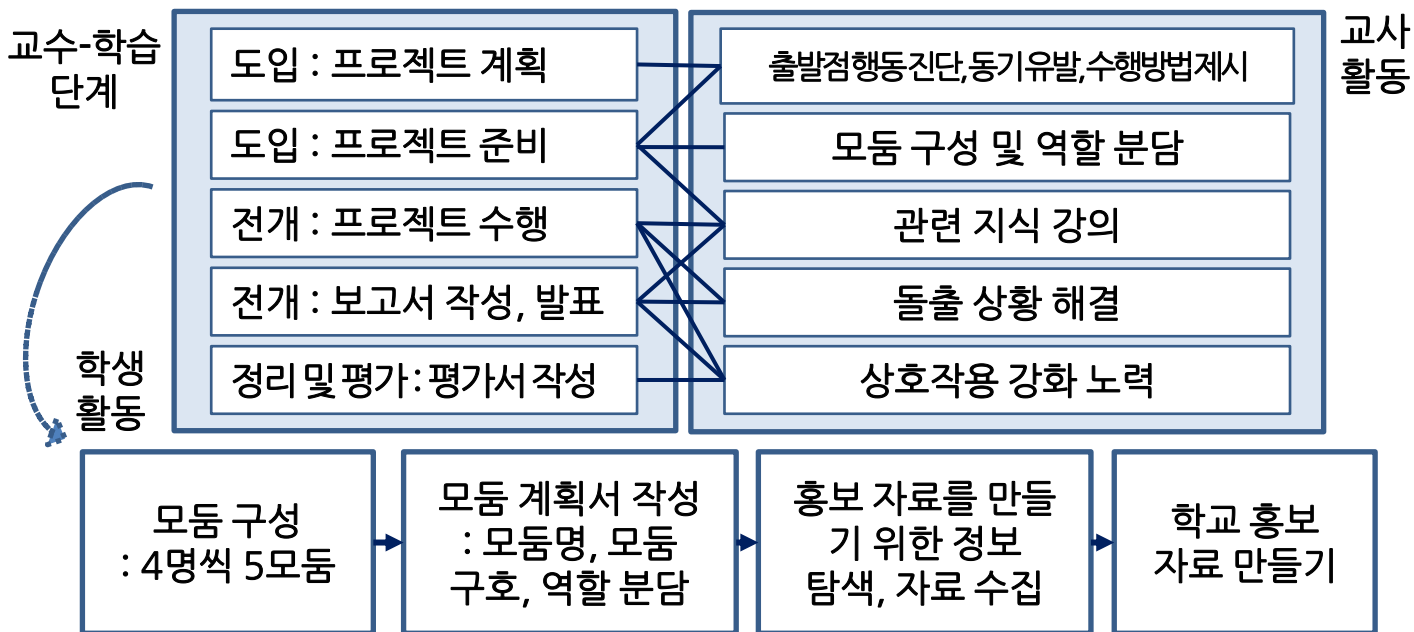 교수-학습
단계
도입 : 프로젝트 계획
도입 : 프로젝트 준비
전개 : 프로젝트 수행
전개 : 보고서 작성, 발표
정리 및 평가 : 평가서 작성
교사
활동
출발점행동진단,동기유발,수행방법제시
모둠 구성 및 역할 분담
관련 지식 강의
돌출 상황 해결
상호작용 강화 노력
학생
활동
모둠 구성
: 4명씩 5모둠
모둠 계획서 작성
: 모둠명, 모둠
구호, 역할 분담
홍보 자료를 만들
기 위한 정보
탐색, 자료 수집
학교 홍보
자료 만들기